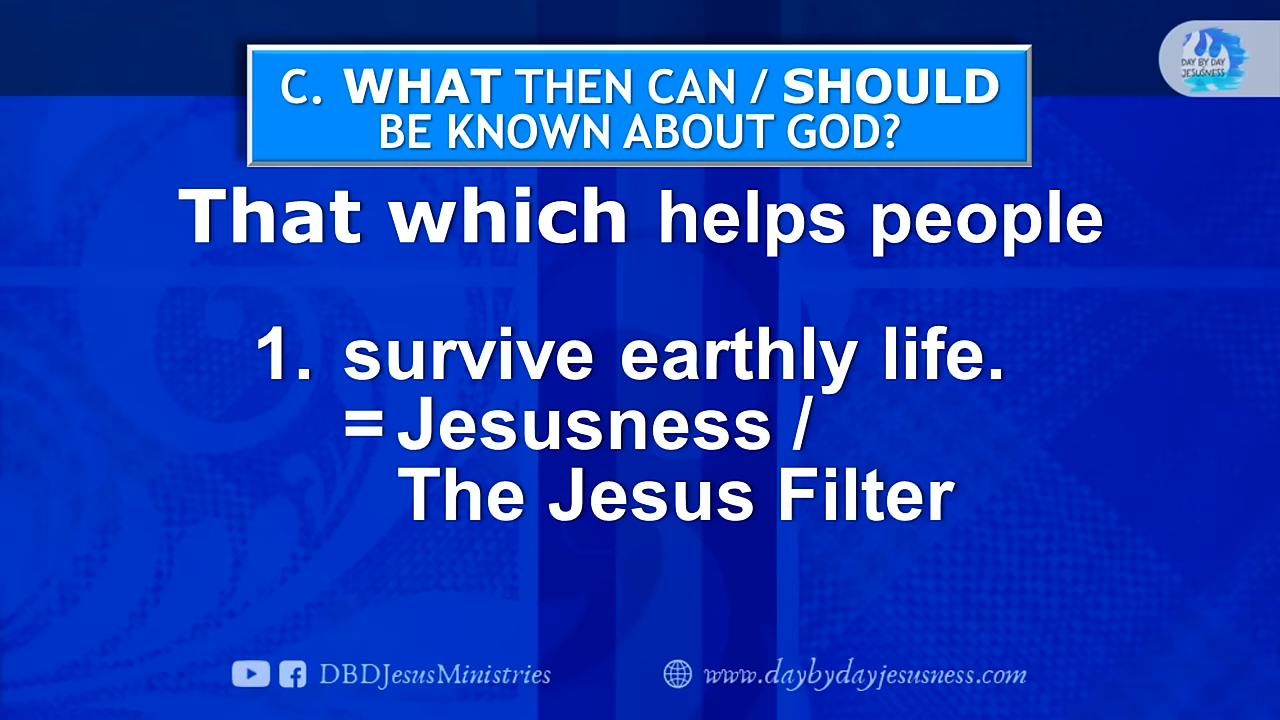 DAY BY DAY
JESUSNESS
C. WHAT THEN CAN / SHOULD
BE KNOWN ABOUT GOD?
That which helps people
1. survive earthly life.
= Jesusness /
The Jesus Filter
DBDJesusMinistries
www.daybydayjesusness.com